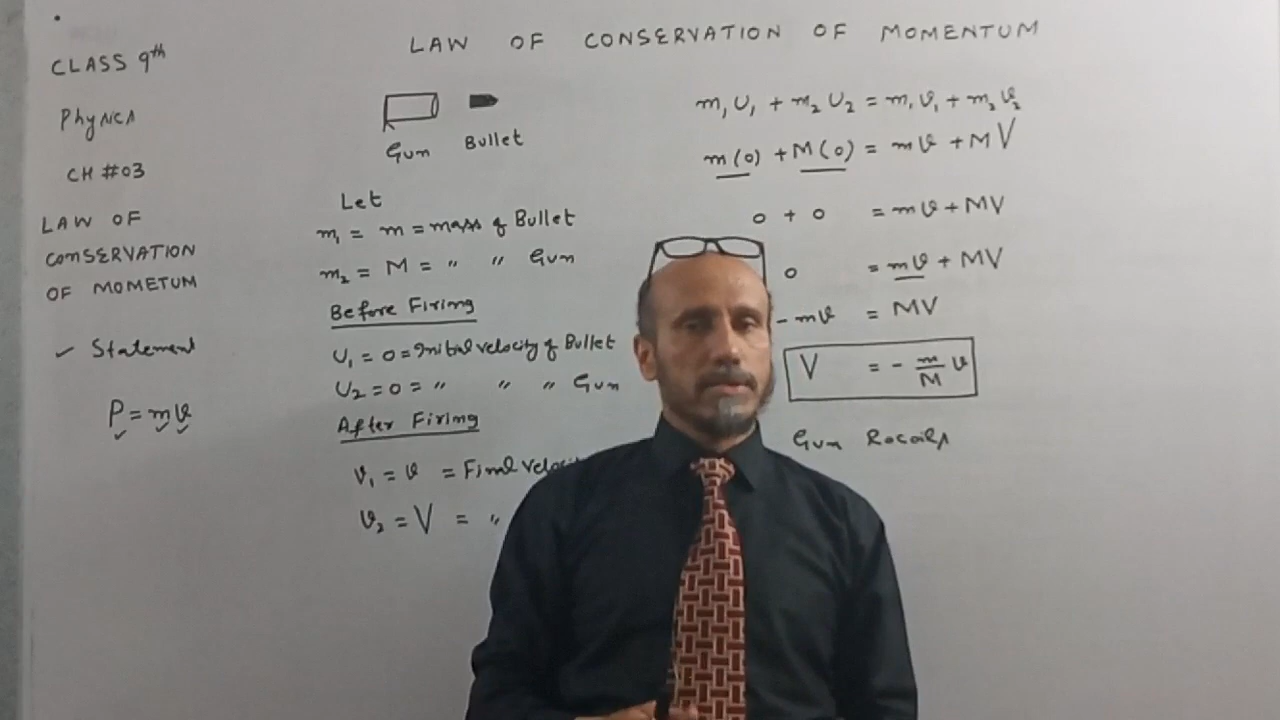 LAW OF CONSERVATION OF MOMENTUM
CLASS 9th
Physics
CH #03
LAW OF
CONSERVATION
OF MOMETUM
✓ Statement
P = mv
Gun Bullet
Let
m₁ = m = mass of Bullet
m₂ = M = " " Gun
Before Firing
U₁ = 0 = Initial velocity of Bullet
U₂ = 0 = " " " Gun
After Firing
v₁ = v = Final Velocity
v₂ = V = "
m₁U₁ + m₂U₂ = m₁v₁ + m₂v₂
m(0) + M(0) = mv + MV
0 + 0 = mv + MV
0 = mv + MV
- mv = MV
V = - m/M v
Gun Recoils